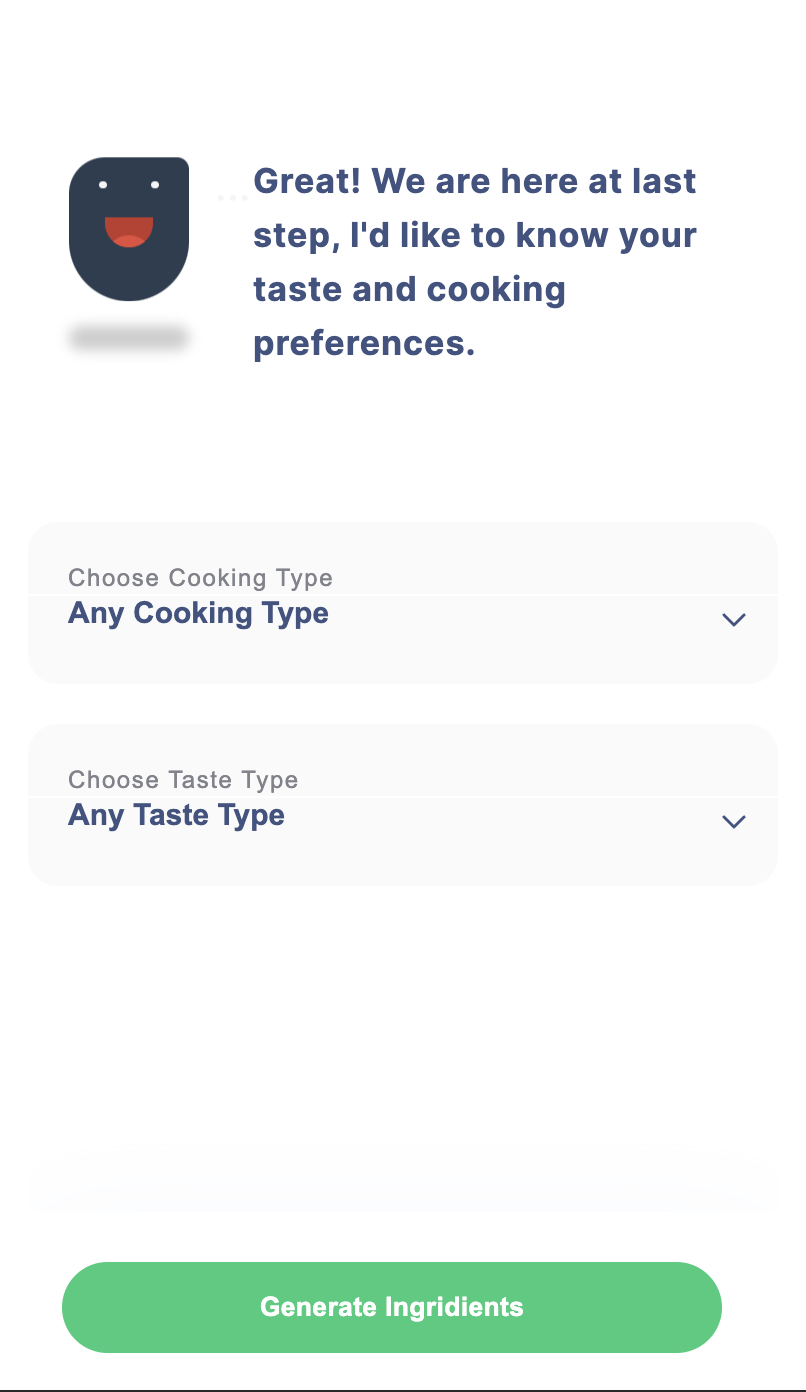 Great! We are here at last
step, I'd like to know your
taste and cooking
preferences.
Choose Cooking Type
Any Cooking Type
Choose Taste Type
Any Taste Type
Generate Ingridients